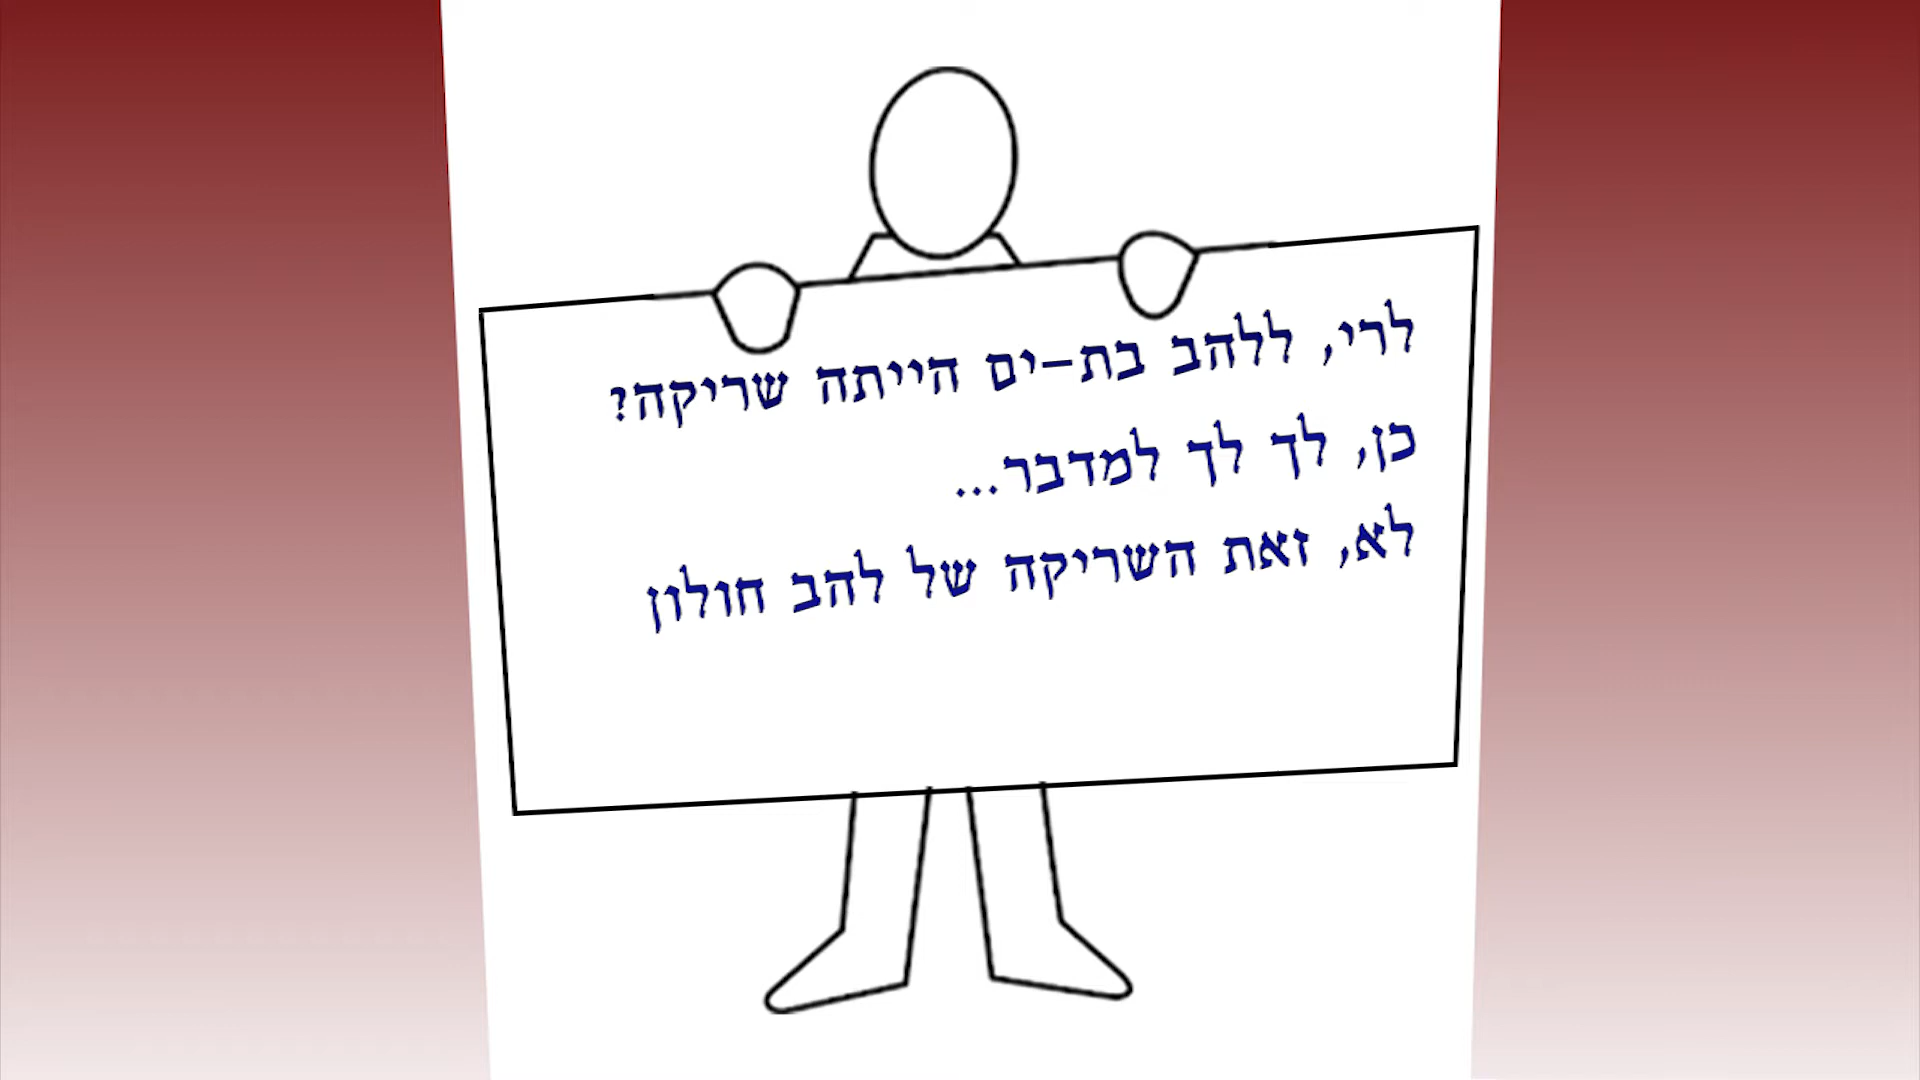 לרי, ללהב בת-ים הייתה שריקה?
כן, לך לך למדבר...
לא, זאת השריקה של להב חולון